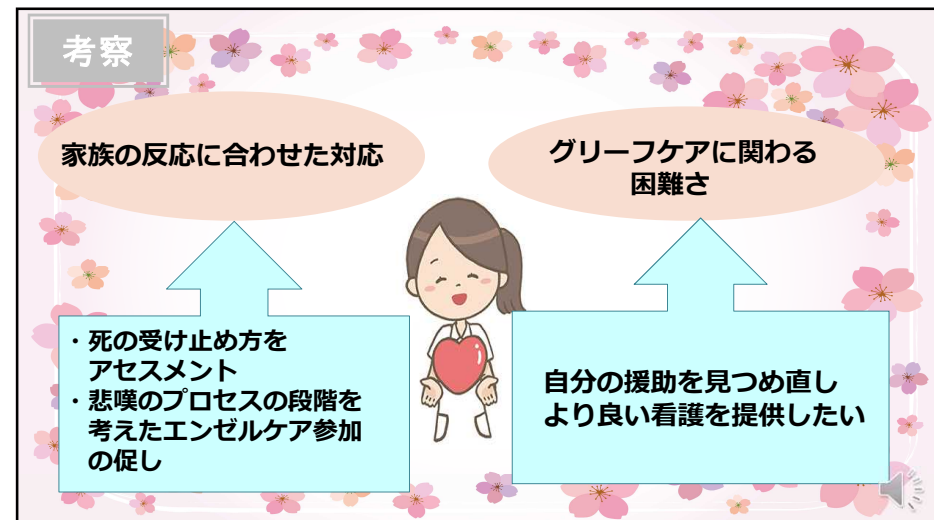 考察
家族の反応に合わせた対応
グリーフケアに関わる
困難さ
・死の受け止め方を
アセスメント
・悲嘆のプロセスの段階を
考えたエンゼルケア参加
の促し
自分の援助を見つめ直し
より良い看護を提供したい